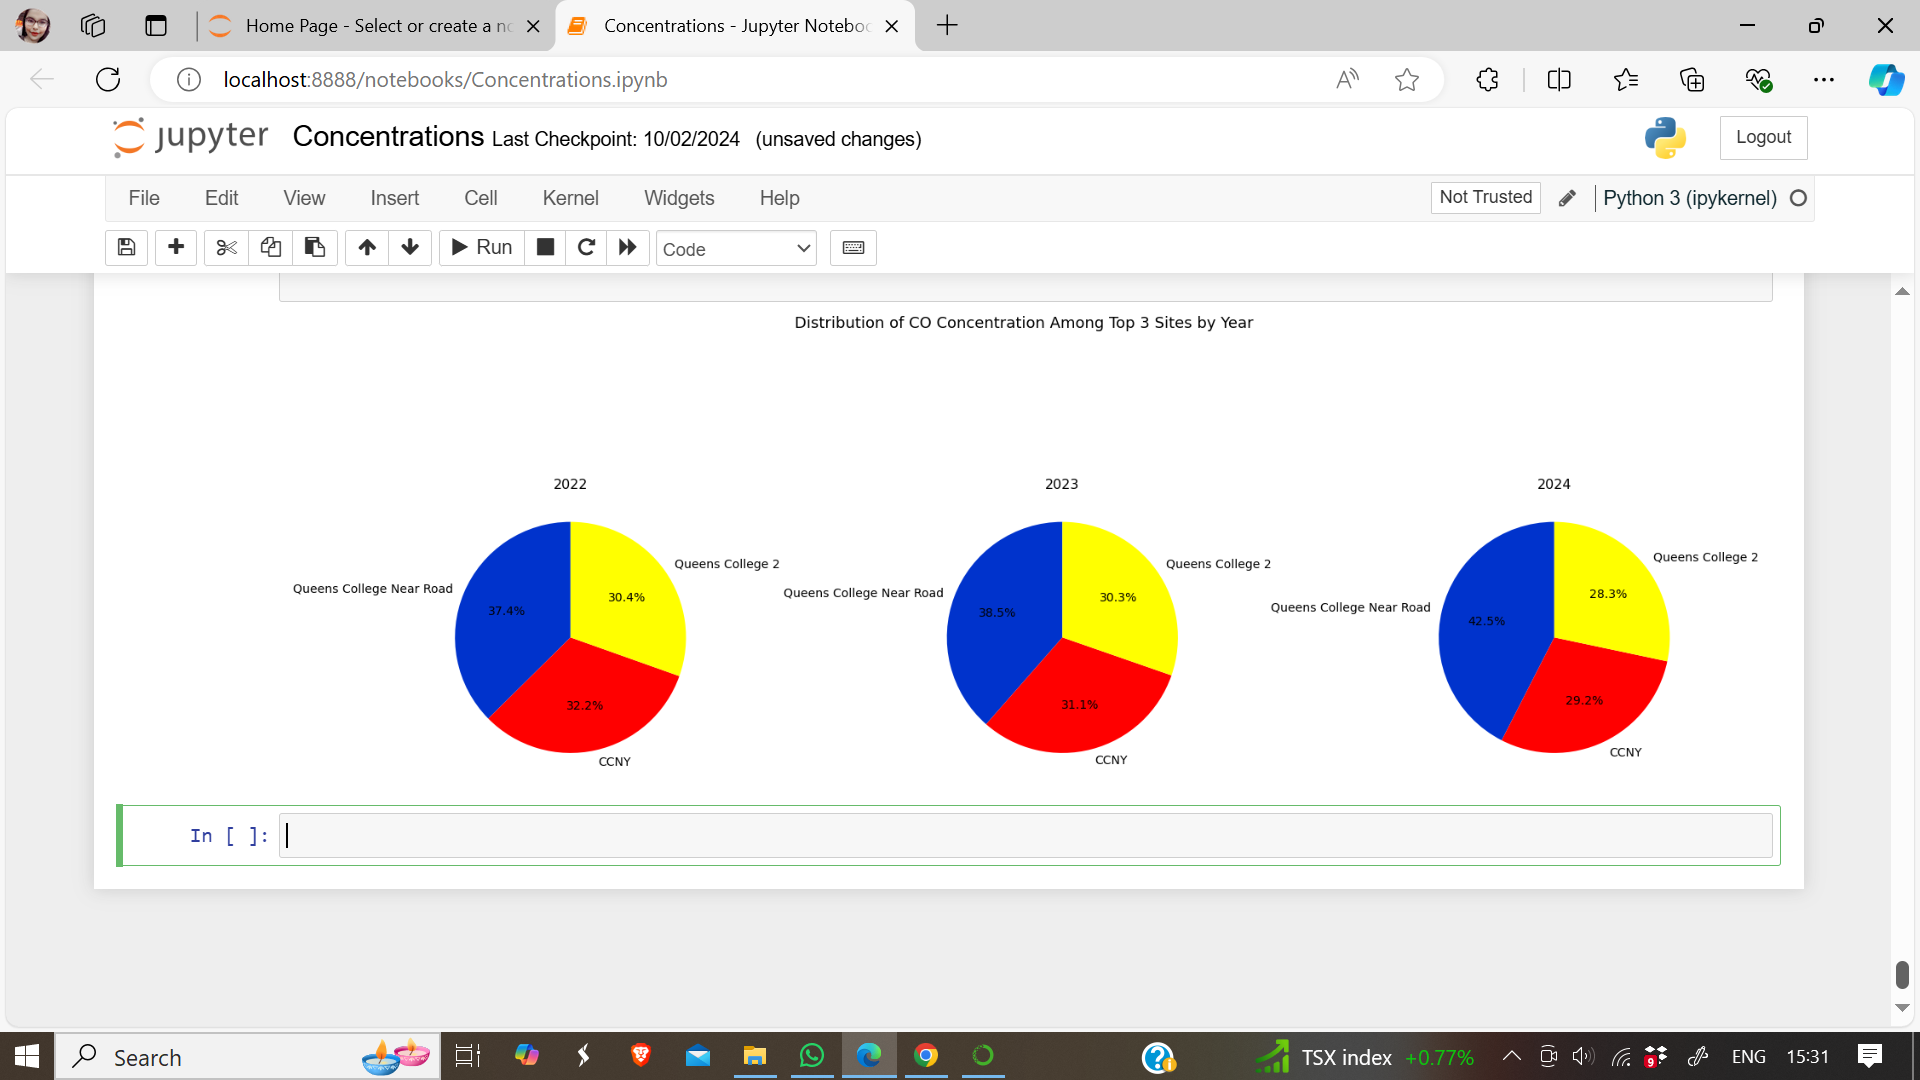 Home Page - Select or create a no
Concentrations - Jupyter Noteboo
localhost:8888/notebooks/Concentrations.ipynb
jupyter Concentrations Last Checkpoint: 10/02/2024 (unsaved changes)
Logout
File Edit View Insert Cell Kernel Widgets Help
Not Trusted
Python 3 (ipykernel)
Run
Code
Distribution of CO Concentration Among Top 3 Sites by Year
2022
Queens College Near Road
37.4%
30.4%
Queens College 2
32.2%
CCNY
2023
Queens College Near Road
38.5%
30.3%
Queens College 2
31.1%
CCNY
2024
Queens College Near Road
42.5%
28.3%
Queens College 2
29.2%
CCNY
In [ ]:
Search
TSX index +0.77%
9
ENG
15:31